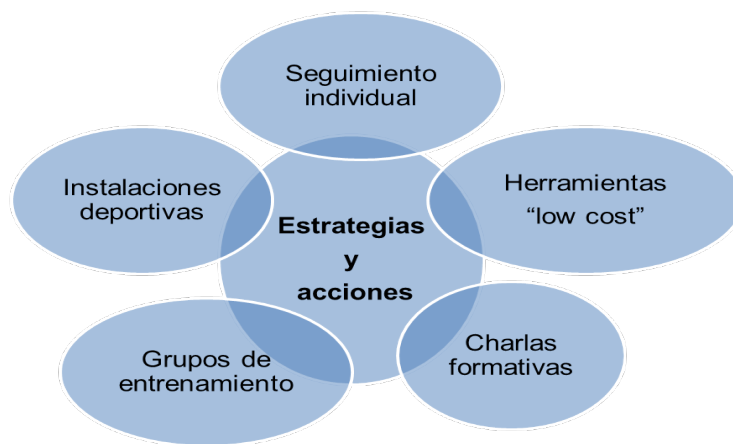 Seguimiento
individual
Instalaciones
deportivas
Herramientas
“low cost”
Estrategias
y
acciones
Grupos de
entrenamiento
Charlas
formativas